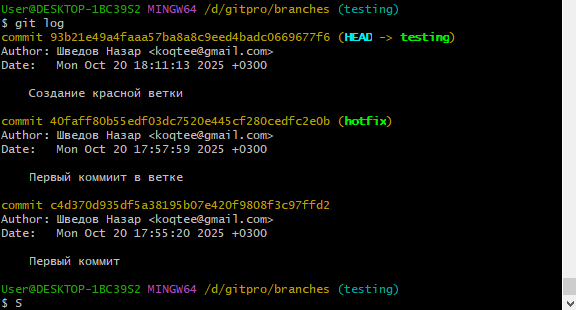 User@DESKTOP-1BC39S2 MINGW64 /d/gitpro/branches (testing)
$ git log
commit 93b21e49a4faaa57ba8a8c9eed4badc0669677f6 (HEAD -> testing)
Author: Шведов Назар <koqtee@gmail.com>
Date:   Mon Oct 20 18:11:13 2025 +0300
Создание красной ветки
commit 40faff80b55edf03dc7520e445cf280cedfc2e0b (hotfix)
Author: Шведов Назар <koqtee@gmail.com>
Date:   Mon Oct 20 17:57:59 2025 +0300
Первый коммиит в ветке
commit c4d370d935df5a38195b07e420f9808f3c97ffd2
Author: Шведов Назар <koqtee@gmail.com>
Date:   Mon Oct 20 17:55:20 2025 +0300
Первый коммит
User@DESKTOP-1BC39S2 MINGW64 /d/gitpro/branches (testing)
$ S